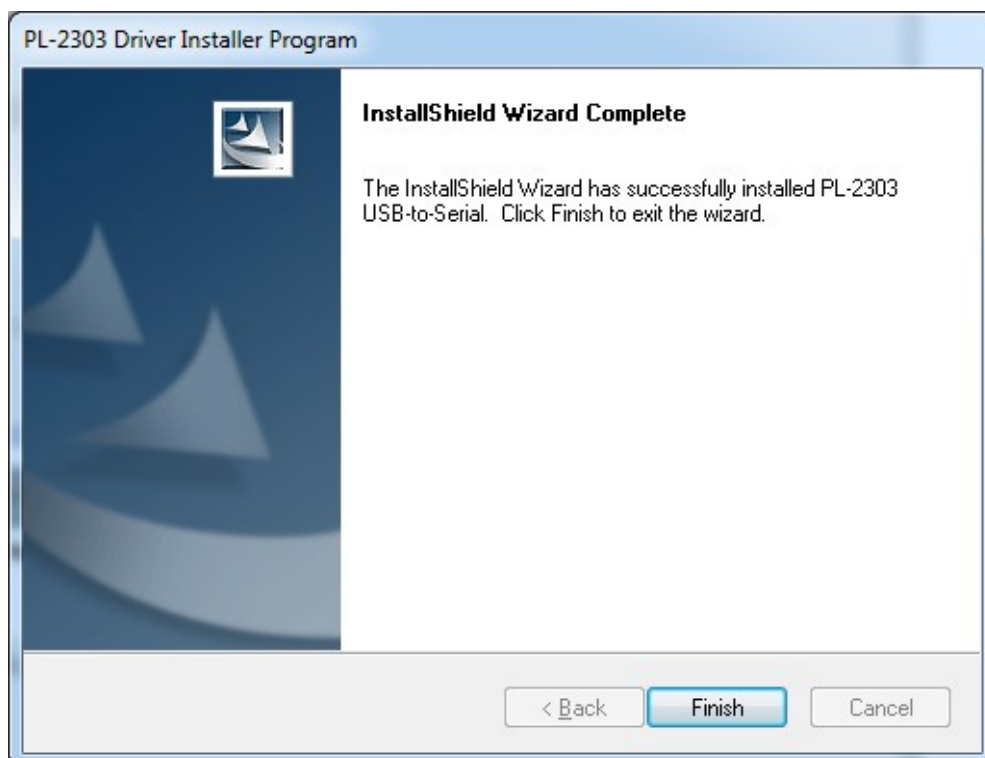 PL-2303 Driver Installer Program
InstallShield Wizard Complete
The InstallShield Wizard has successfully installed PL-2303
USB-to-Serial. Click Finish to exit the wizard.
< Back
Finish
Cancel